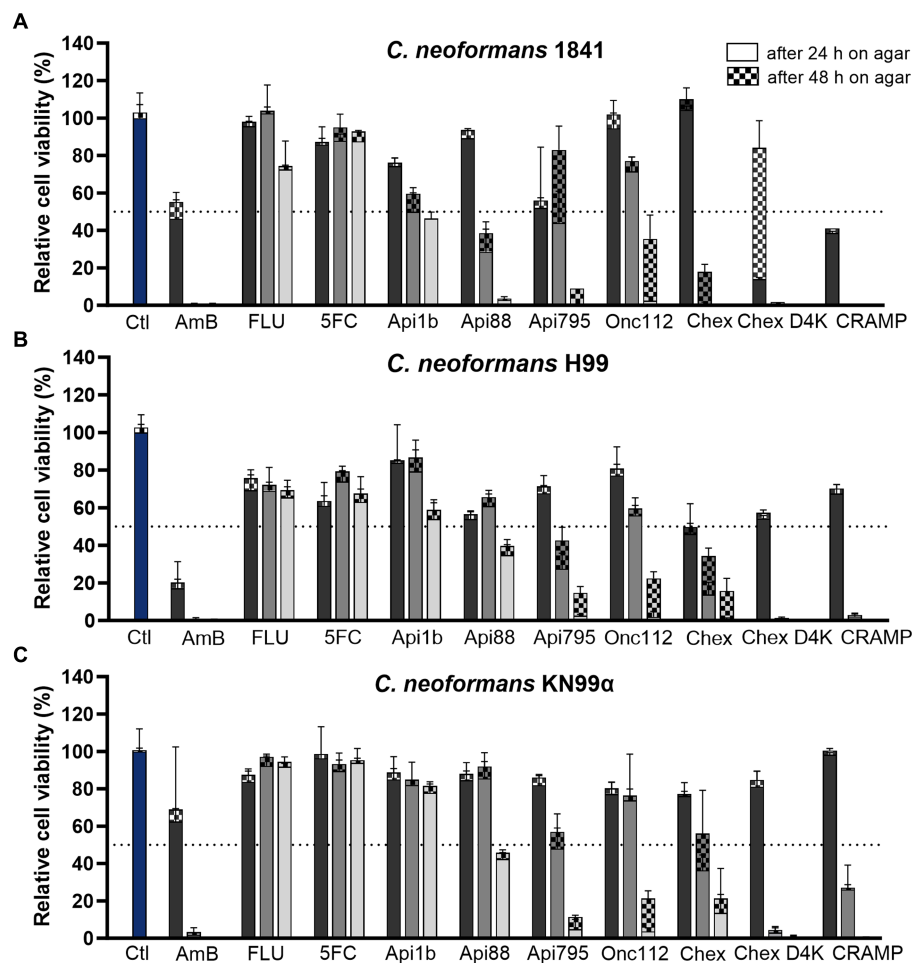 A
C. neoformans 1841
after 24 h on agar
after 48 h on agar
Relative cell viability (%)
140
120
100
80
60
40
20
0
Ctl AmB FLU 5FC Api1b Api88 Api795 Onc112 Chex Chex D4K CRAMP
B
C. neoformans H99
Relative cell viability (%)
140
120
100
80
60
40
20
0
Ctl AmB FLU 5FC Api1b Api88 Api795 Onc112 Chex Chex D4K CRAMP
C
C. neoformans KN99α
Relative cell viability (%)
140
120
100
80
60
40
20
0
Ctl AmB FLU 5FC Api1b Api88 Api795 Onc112 Chex Chex D4K CRAMP